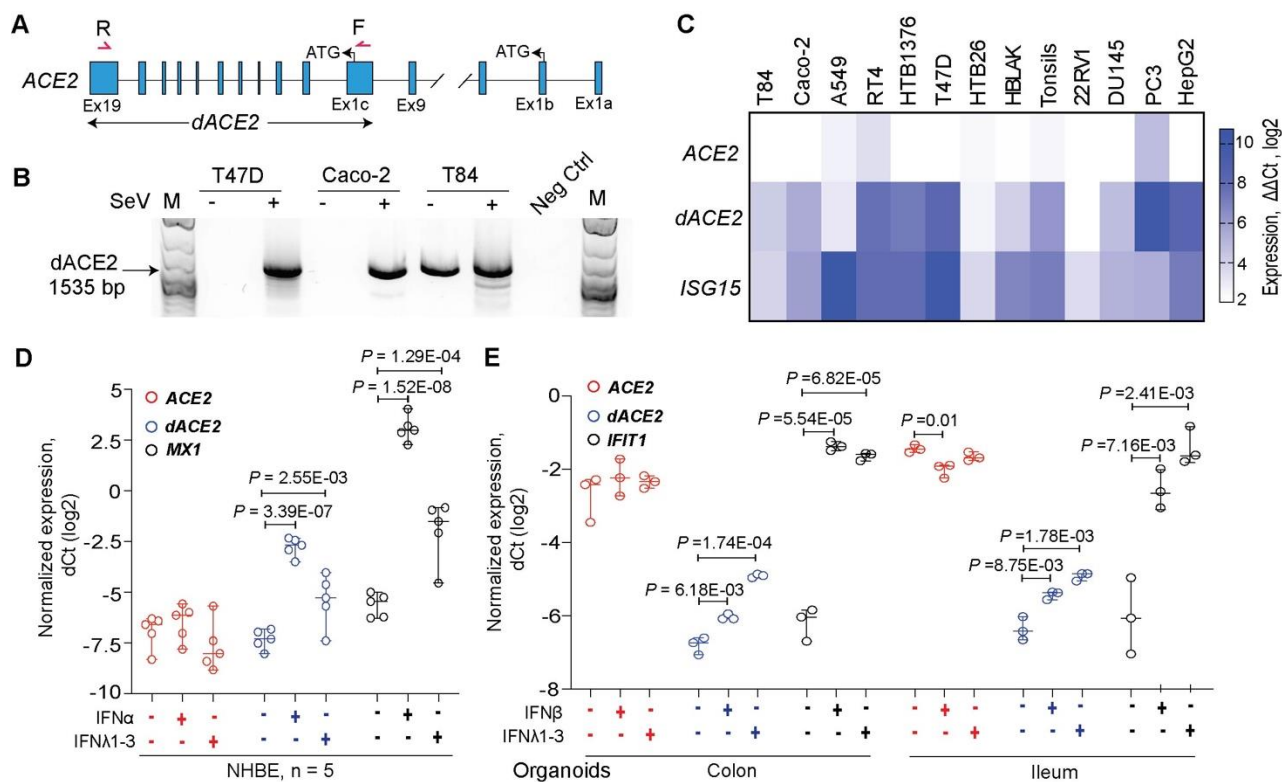 A
R
F
ATG
ATG
ACE2
Ex19
Ex1c
Ex9
Ex1b
Ex1a
dACE2
B
T47D
Caco-2
T84
Neg Ctrl
SeV
M
-
+
-
+
-
+
M
dACE2
1535 bp
C
T84
Caco-2
A549
RT4
HTB1376
T47D
HTB26
HBLAK
Tonsils
22RV1
DU145
PC3
HepG2
ACE2
dACE2
ISG15
10
8
6
4
2
Expression, ΔΔCt, log2
D
P = 1.29E-04
P = 1.52E-08
ACE2
dACE2
MX1
P = 2.55E-03
P = 3.39E-07
5
2.5
0
-2.5
-5
-7.5
-10
Normalized expression,
dCt (log2)
IFNα - + - - + - - + -
IFNλ1-3 - - + - - + - - +
NHBE, n = 5
E
ACE2
dACE2
IFIT1
P =6.82E-05
P =5.54E-05
P =0.01
P =2.41E-03
P =7.16E-03
P =1.74E-04
P =6.18E-03
P =1.78E-03
P =8.75E-03
0
-2
-4
-6
-8
Normalized expression,
dCt (log2)
IFNβ - + - - + - - + - - + - - + - - + -
IFNλ1-3 - - + - - + - - + - - + - - + - - +
Organoids Colon Ileum